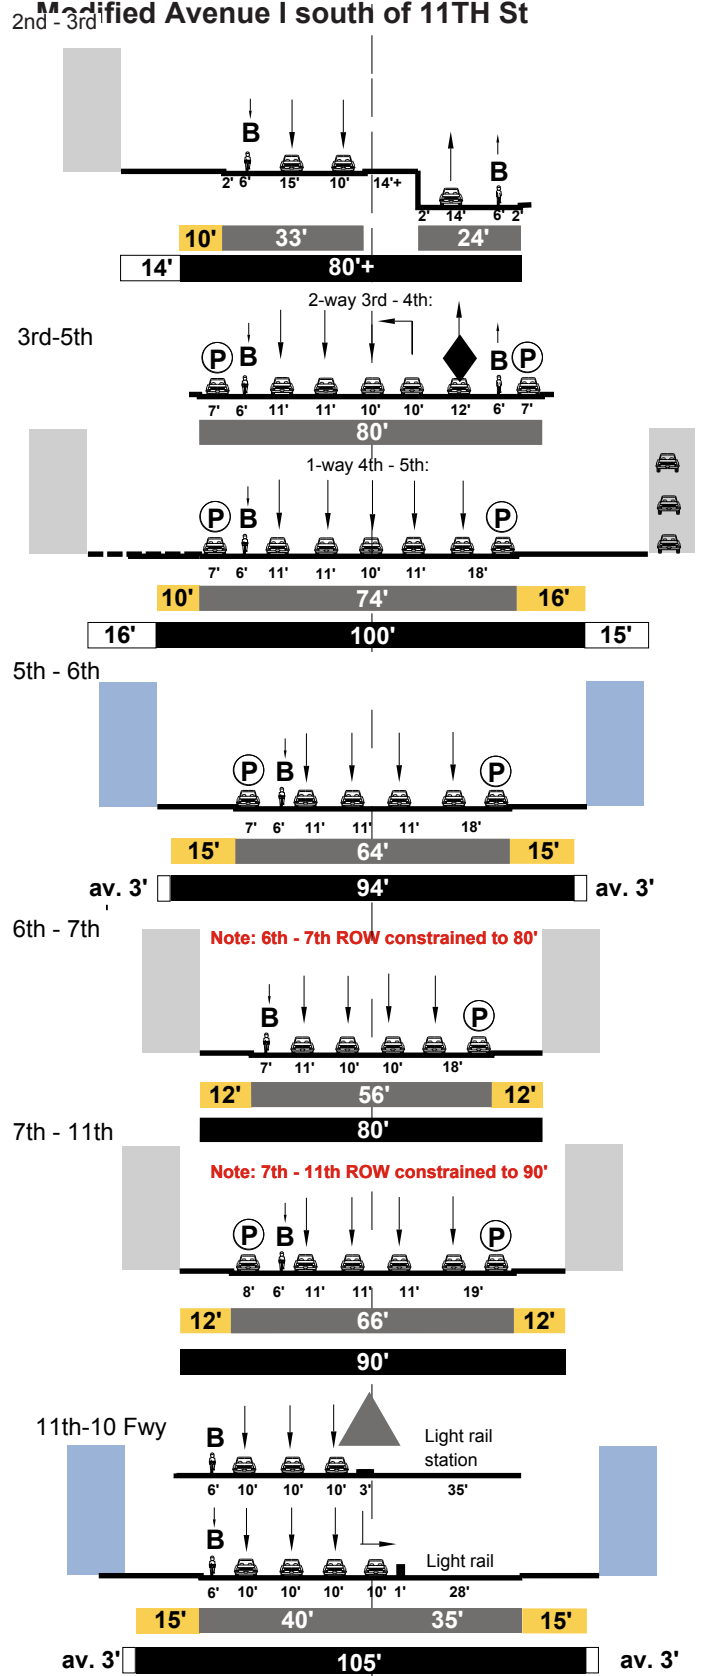 Modified Avenue I south of 11TH St
2nd - 3rd
B
B
2' 6' 15' 10' 14'+
2' 14' 6' 2'
10' 33' 24'
14' 80'+
2-way 3rd - 4th:
3rd-5th
P B B P
7' 6' 11' 11' 10' 10' 12' 6' 7'
80'
1-way 4th - 5th:
P B P
7' 6' 11' 11' 10' 11' 18'
10' 74' 16'
16' 100' 15'
5th - 6th
P B P
7' 6' 11' 11' 11' 18'
15' 64' 15'
av. 3' 94' av. 3'
6th - 7th
Note: 6th - 7th ROW constrained to 80'
B P
7' 11' 10' 10' 18'
12' 56' 12'
80'
7th - 11th
Note: 7th - 11th ROW constrained to 90'
P B P
8' 6' 11' 11' 11' 19'
12' 66' 12'
90'
11th-10 Fwy
B Light rail
station
6' 10' 10' 10' 3' 35'
B Light rail
6' 10' 10' 10' 10' 1' 28'
15' 40' 35' 15'
av. 3' 105' av. 3'